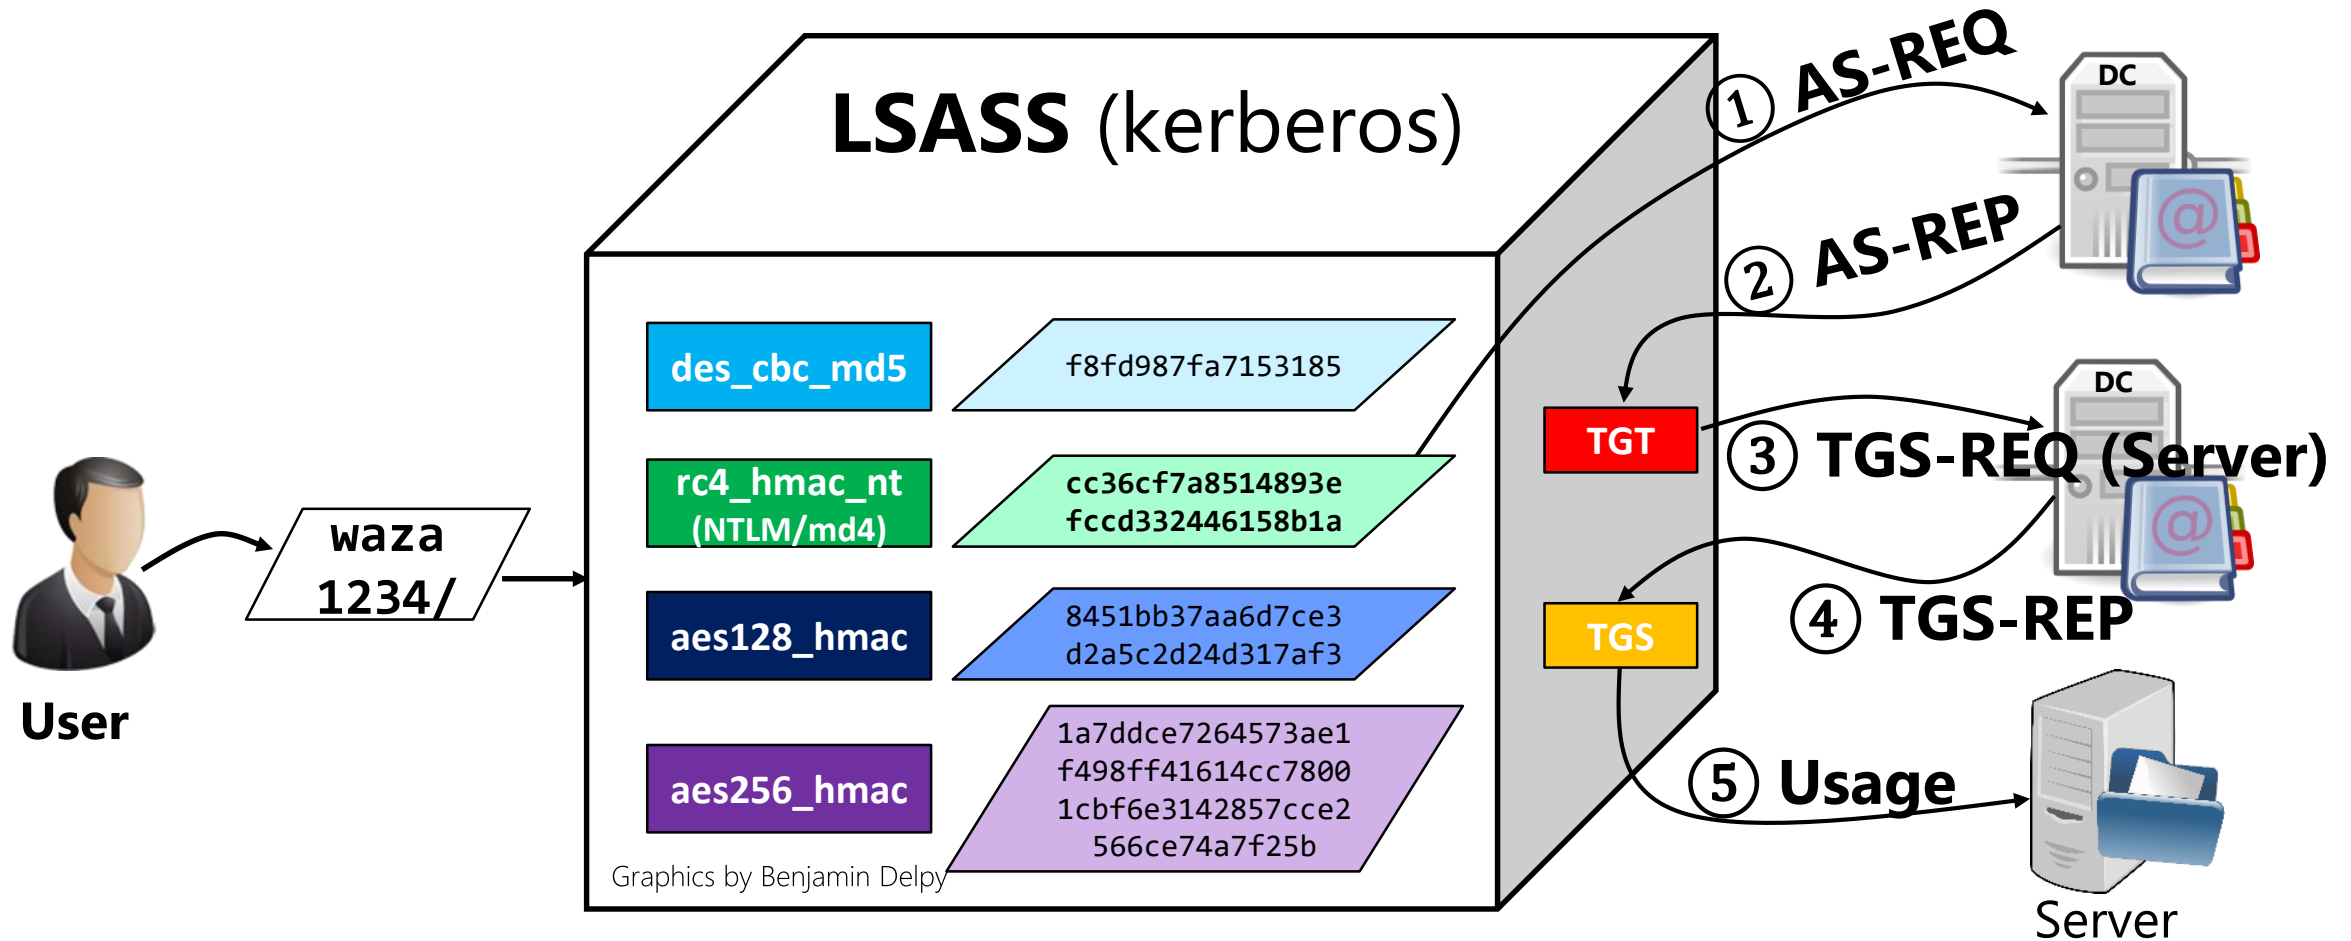 LSASS (kerberos)
① AS-REQ
DC
② AS-REP
@
des_cbc_md5
f8fd987fa7153185
rc4_hmac_nt
(NTLM/md4)
cc36cf7a8514893e
fccd332446158b1a
TGT
DC
③ TGS-REQ (Server)
@
waza
1234/
User
aes128_hmac
8451bb37aa6d7ce3
d2a5c2d24d317af3
TGS
④ TGS-REP
aes256_hmac
1a7ddce7264573ae1
f498ff41614cc7800
1cbf6e3142857cce2
566ce74a7f25b
⑤ Usage
Graphics by Benjamin Delpy
Server